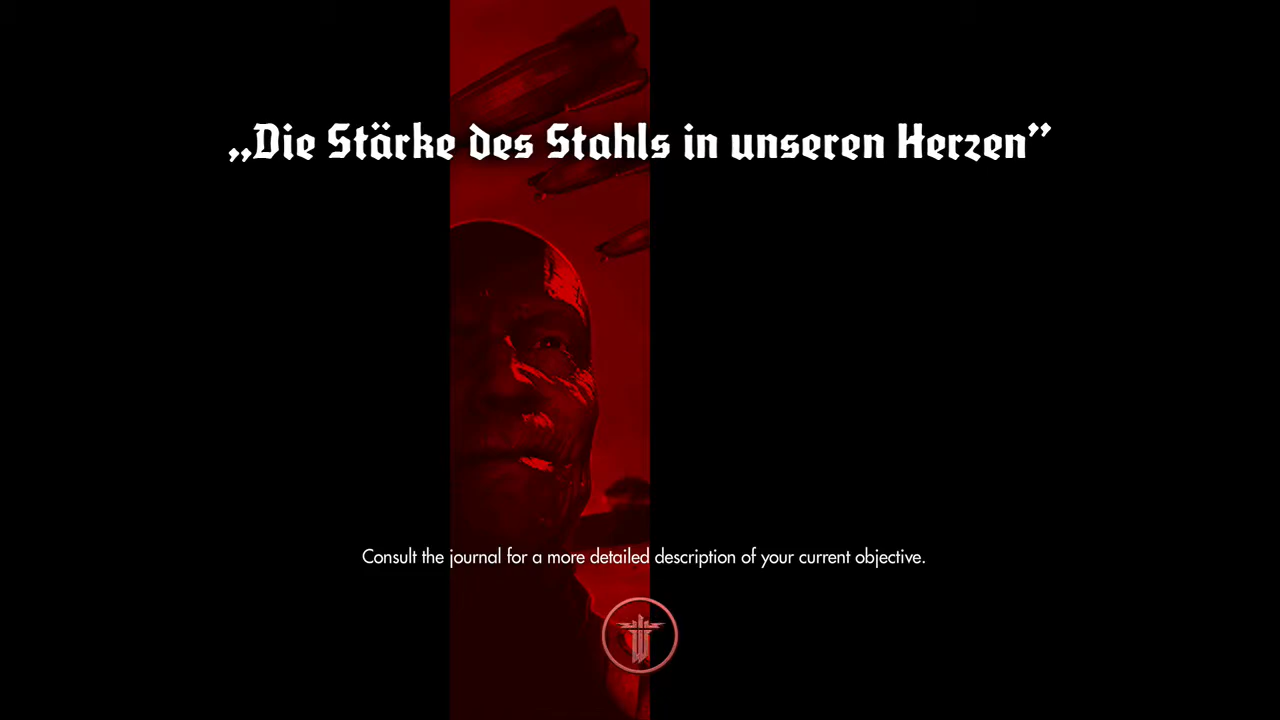 „Die Stärke des Stahls in unseren Herzen”
Consult the journal for a more detailed description of your current objective.